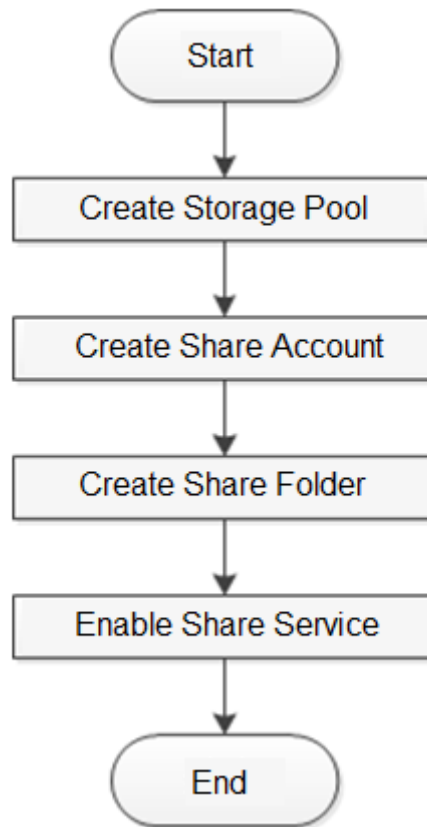 Start
Create Storage Pool
Create Share Account
Create Share Folder
Enable Share Service
End